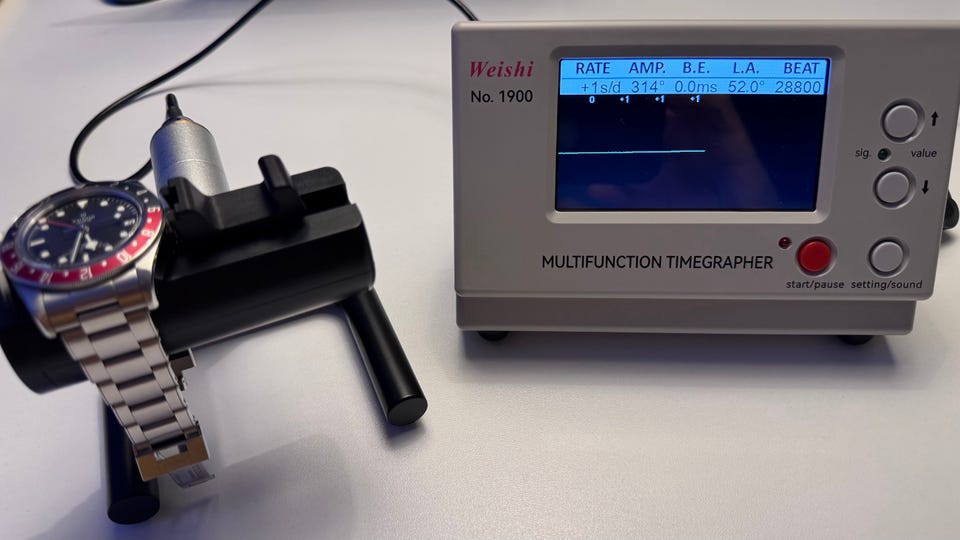 Weishi
No. 1900
RATE AMP. B.E. L.A. BEAT
+1s/d 314° 0.0ms 52.0° 28800
0 +1 +1 +1
↑
sig. value
↓
MULTIFUNCTION TIMEGRAPHER
start/pause setting/sound
TUDOR